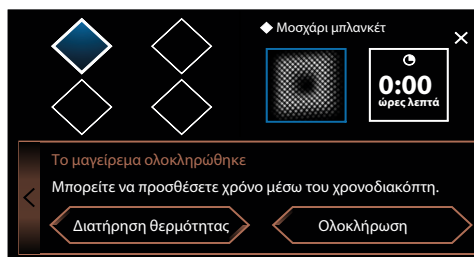 Μοσχάρι μπλανκέτ
0:00
ώρες λεπτά
Το μαγείρεμα ολοκληρώθηκε
Μπορείτε να προσθέσετε χρόνο μέσω του χρονοδιακόπτη.
Διατήρηση θερμότητας
Ολοκλήρωση